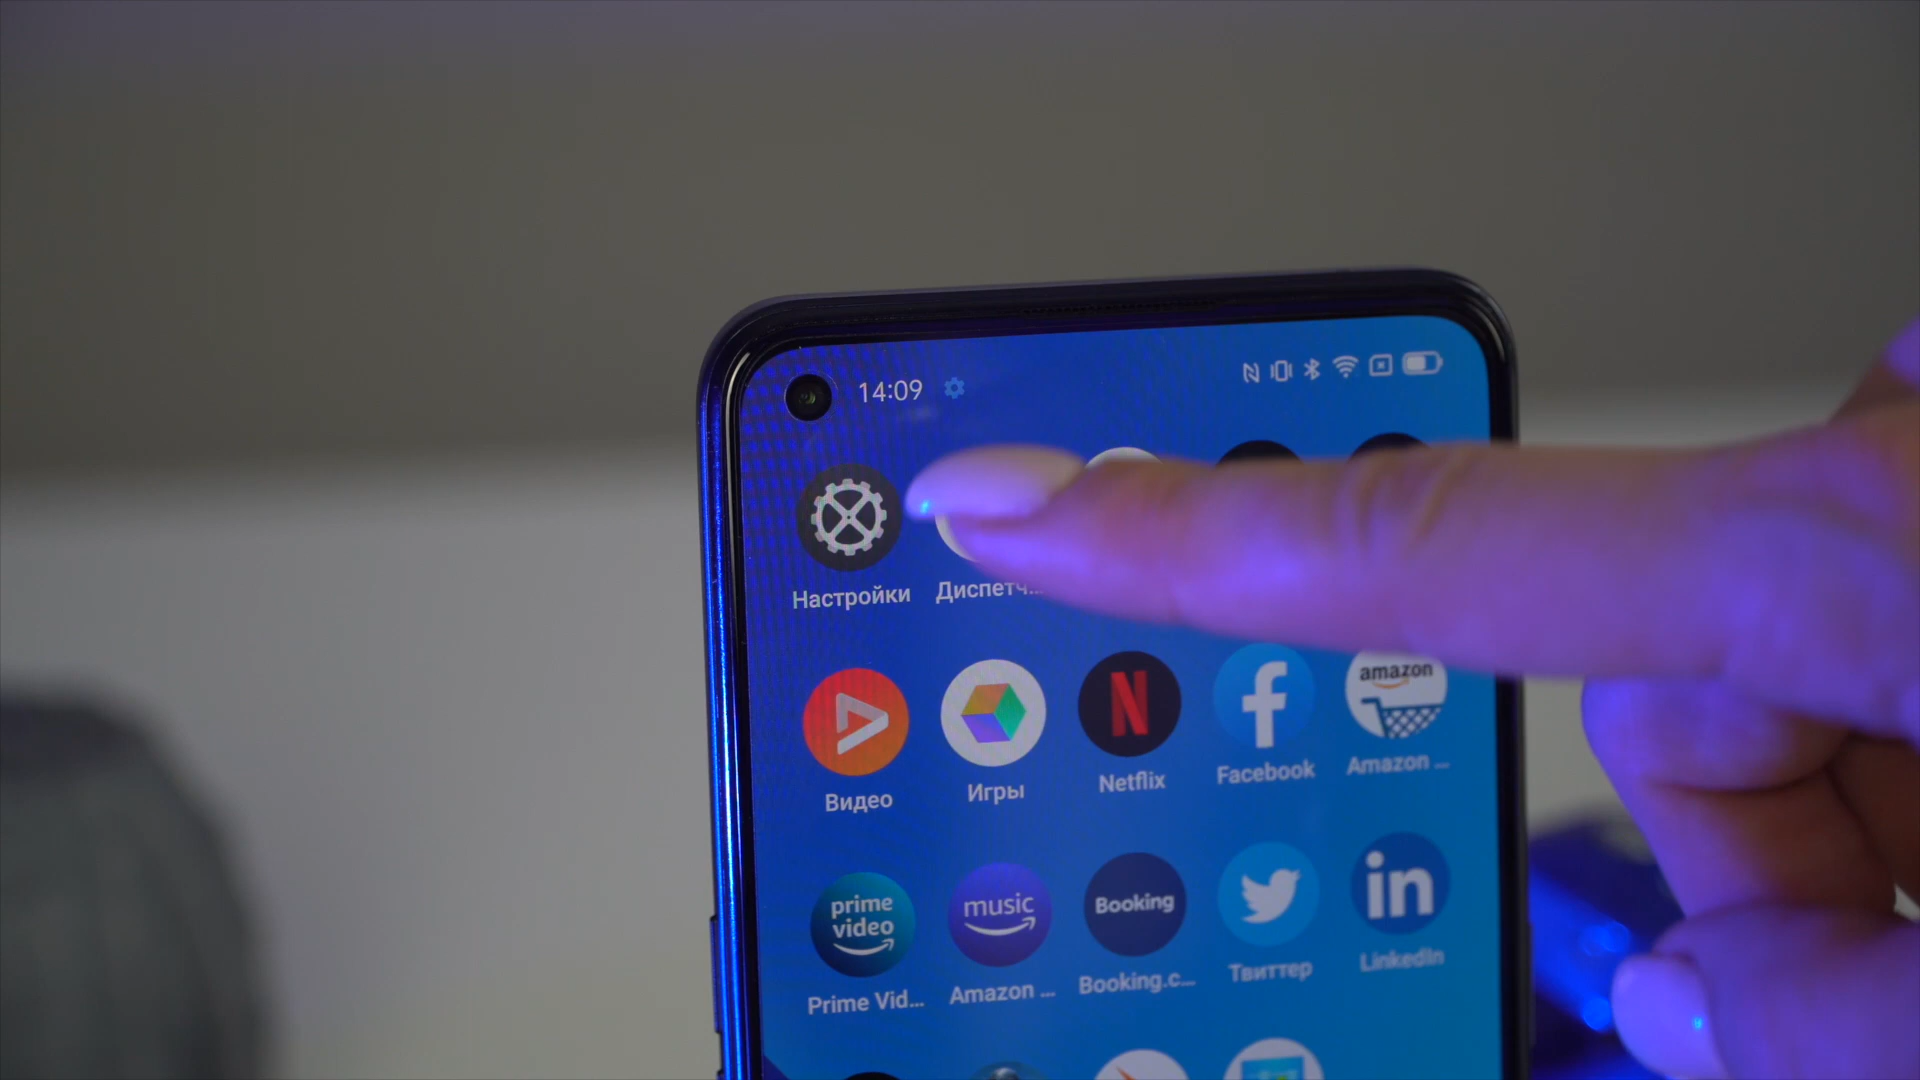 14:09
Настройки Диспетч...
amazon
Видео Игры Netflix Facebook Amazon ...
prime video music Booking in
Prime Vid... Amazon ... Booking.c... Твиттер LinkedIn